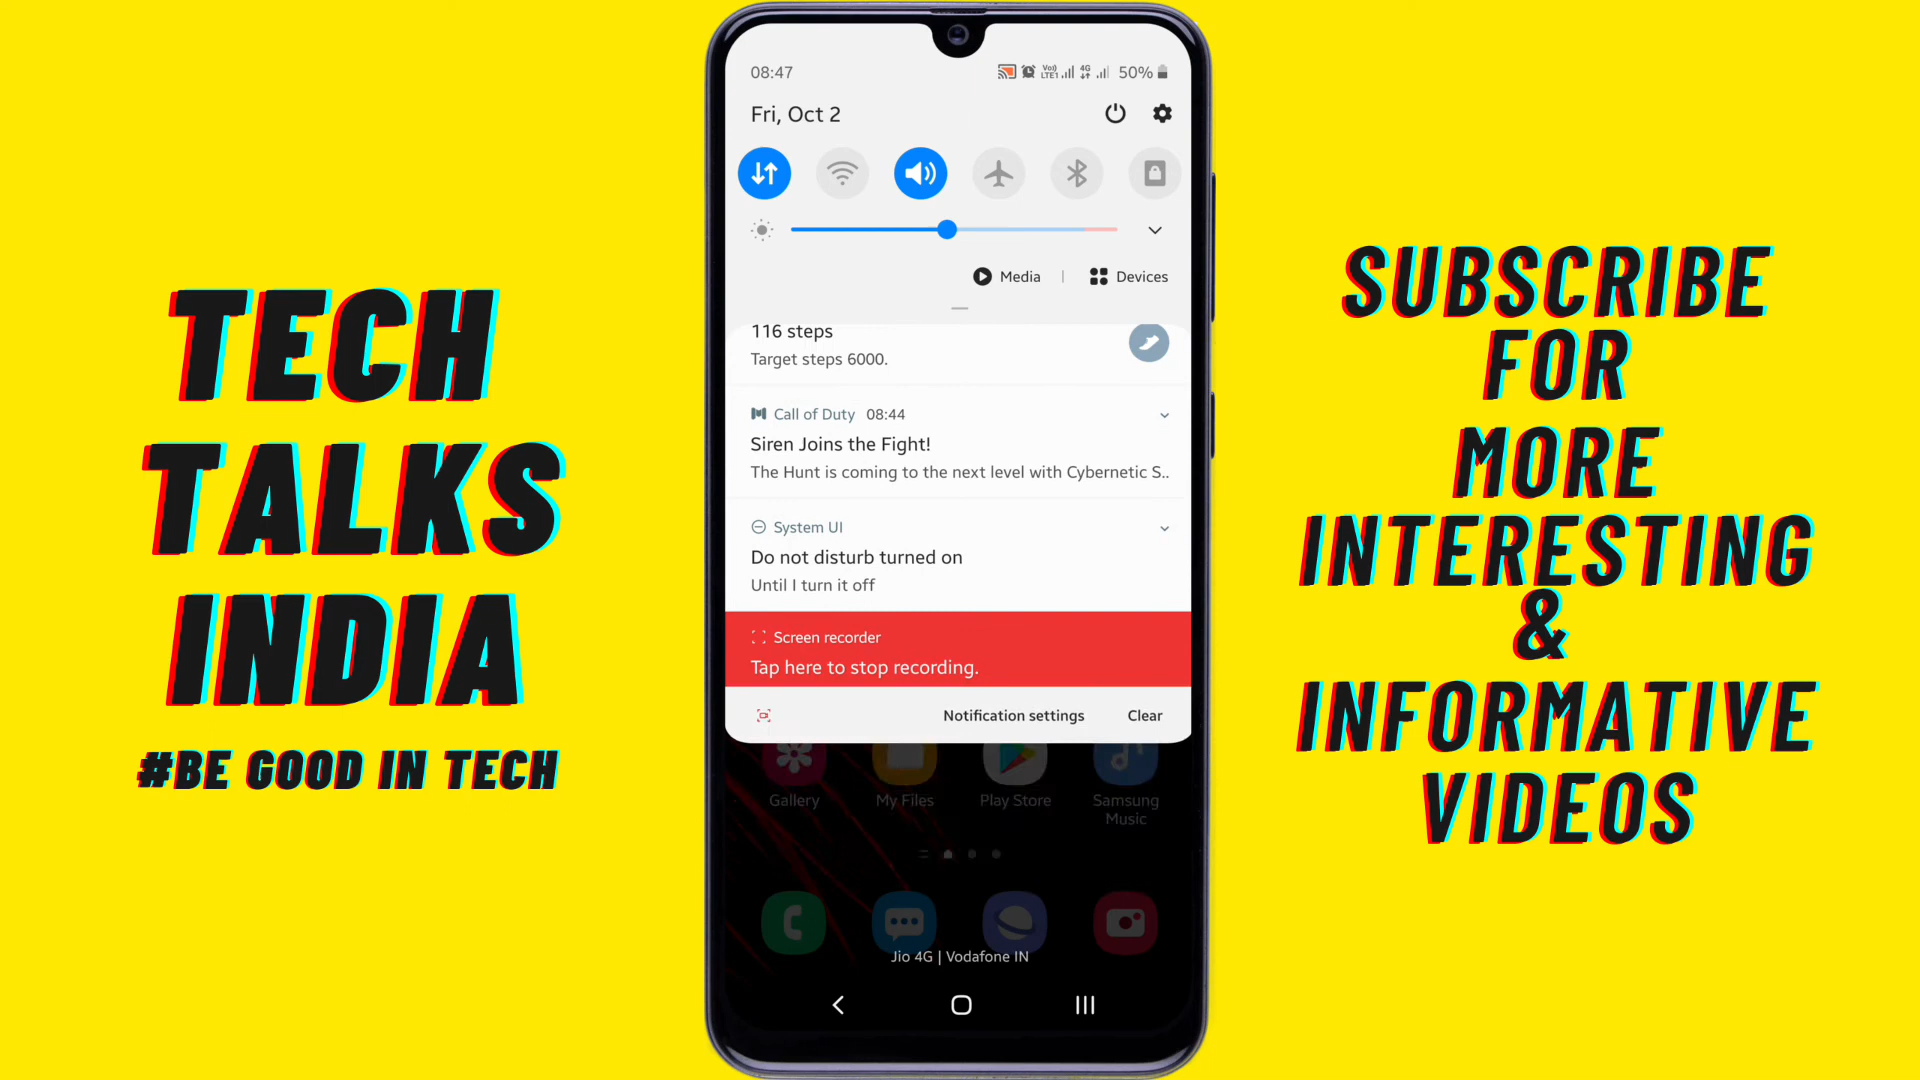 TECH
TALKS
INDIA
#BE GOOD IN TECH
08:47
Vo)) LTE1 4G 50%
Fri, Oct 2
Media | Devices
116 steps
Target steps 6000.
Call of Duty 08:44
Siren Joins the Fight!
The Hunt is coming to the next level with Cybernetic S..
System UI
Do not disturb turned on
Until I turn it off
Screen recorder
Tap here to stop recording.
Notification settings Clear
Gallery My Files Play Store Samsung
Music
Jio 4G | Vodafone IN
SUBSCRIBE
FOR
MORE
INTERESTING
&
INFORMATIVE
VIDEOS